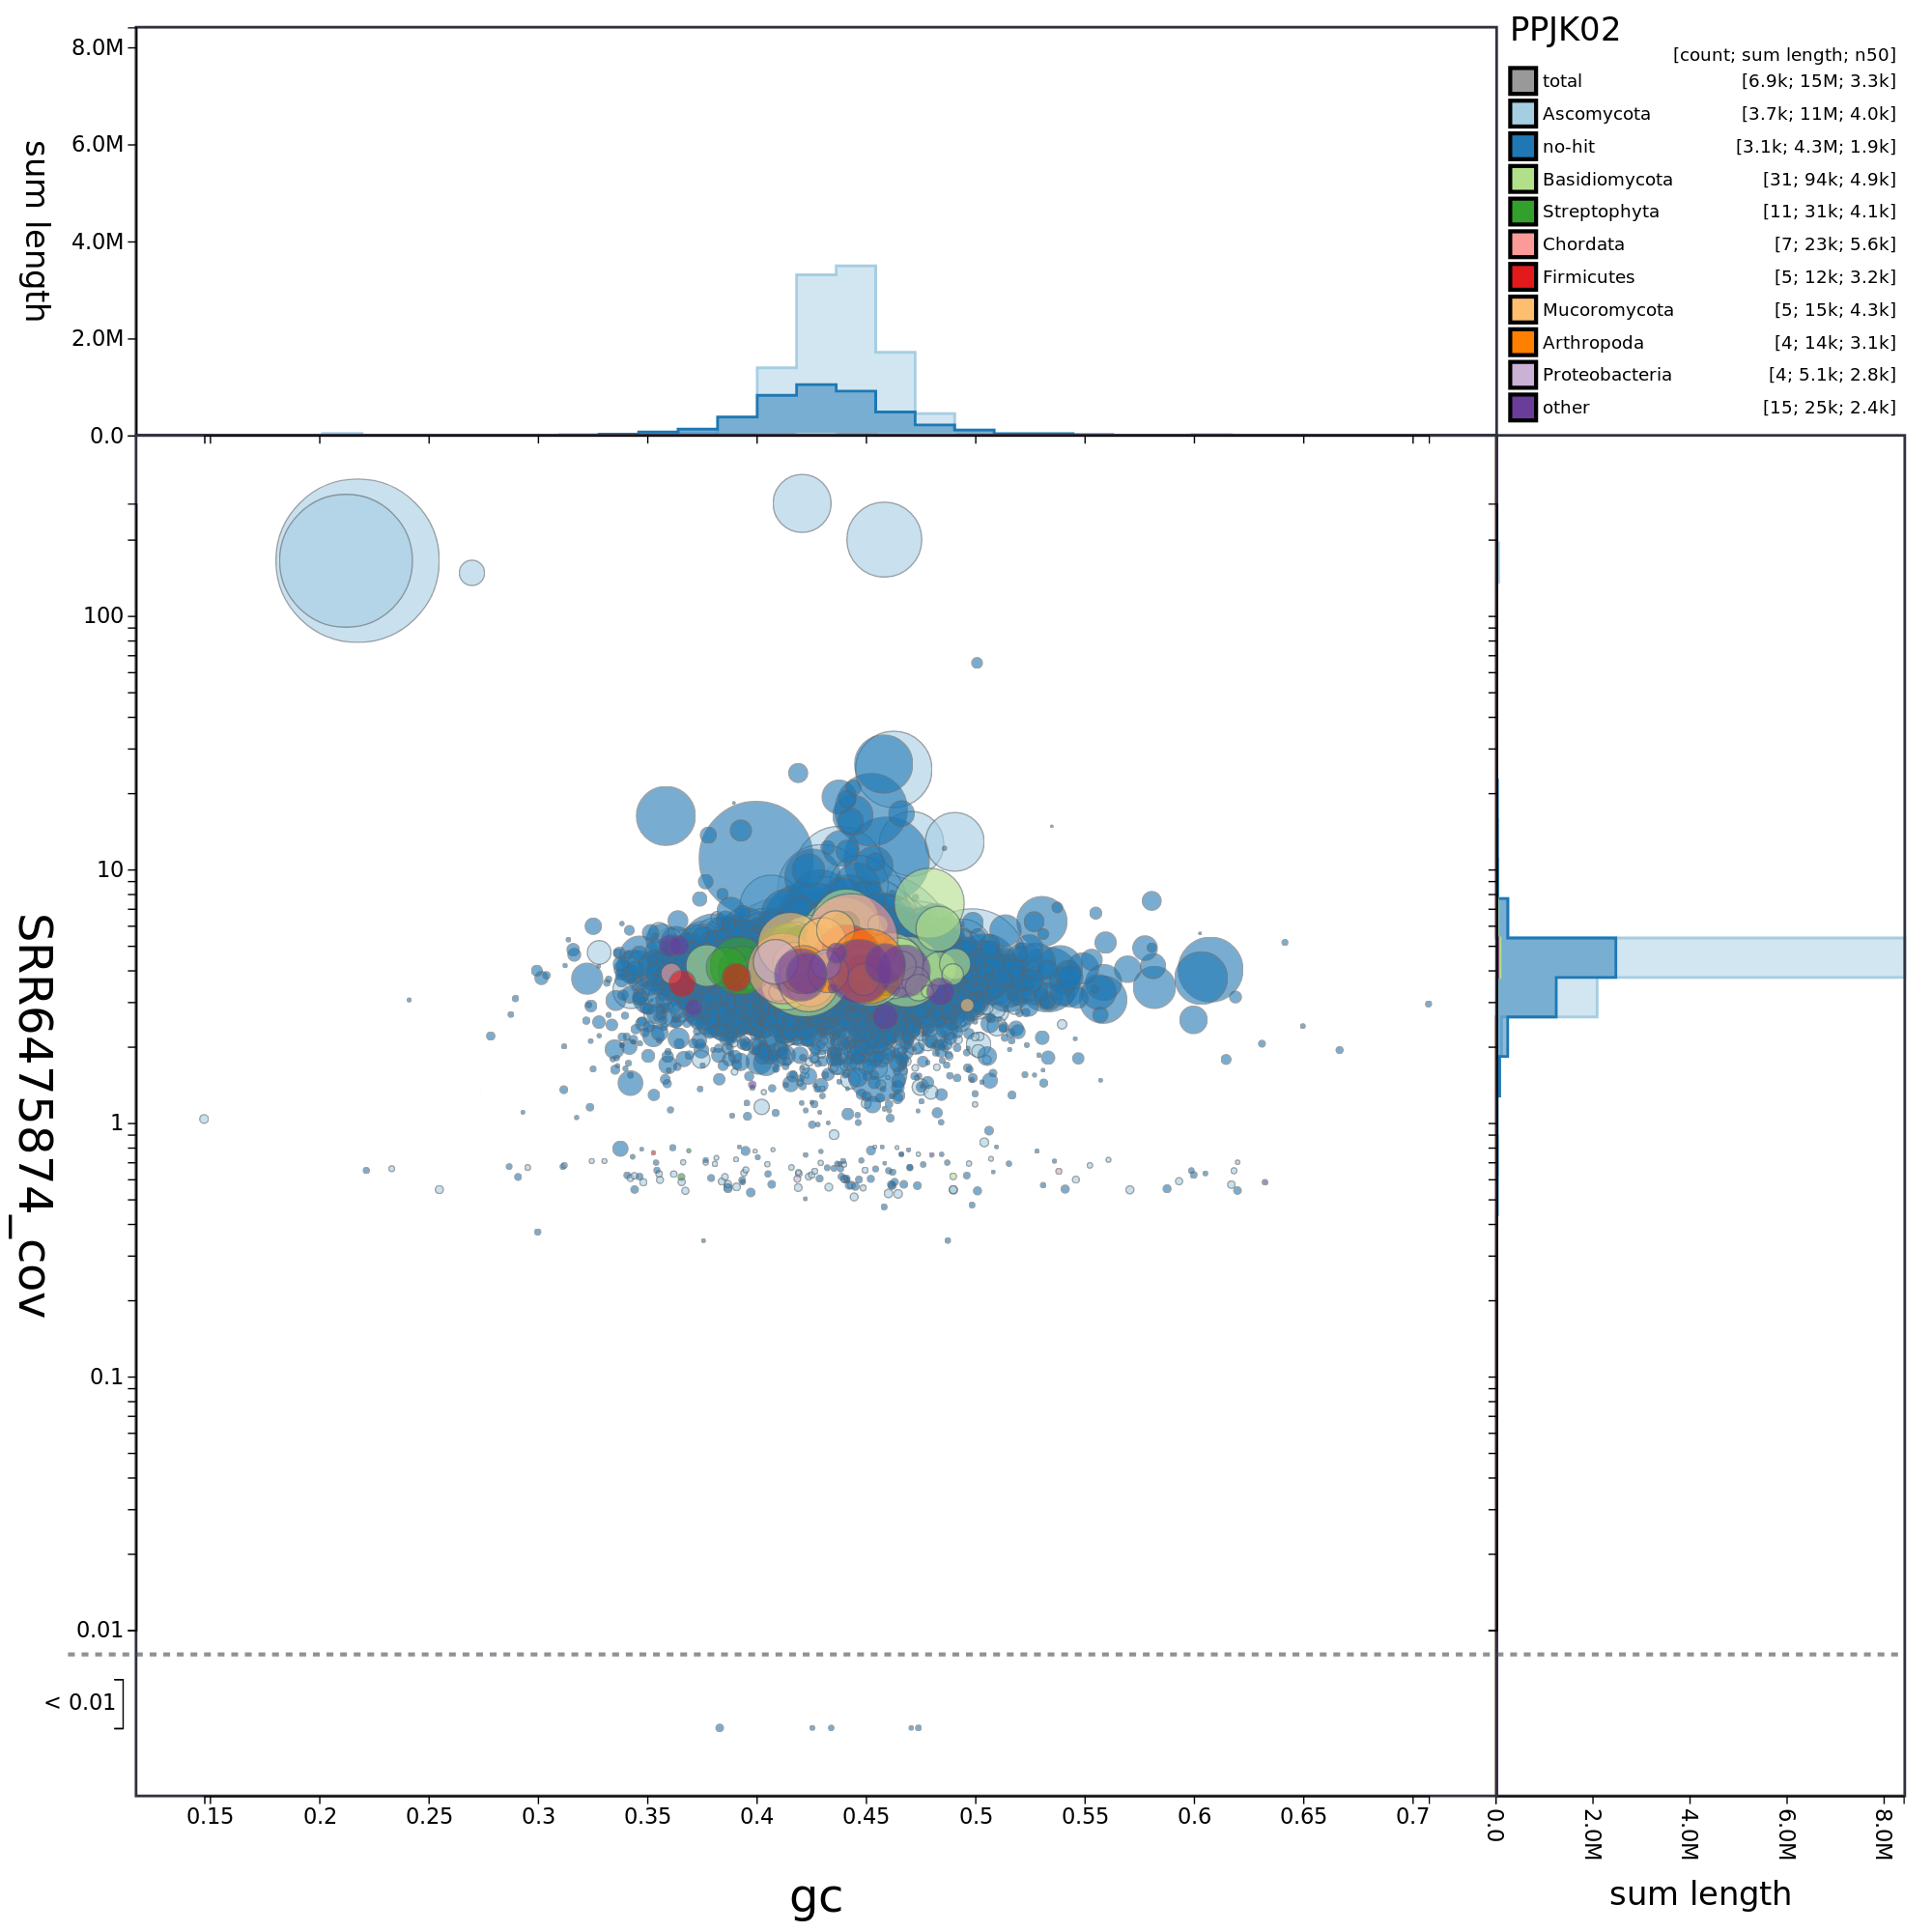 PPJK02
[count; sum length; n50]
total [6.9k; 15M; 3.3k]
Ascomycota [3.7k; 11M; 4.0k]
no-hit [3.1k; 4.3M; 1.9k]
Basidiomycota [31; 94k; 4.9k]
Streptophyta [11; 31k; 4.1k]
Chordata [7; 23k; 5.6k]
Firmicutes [5; 12k; 3.2k]
Mucoromycota [5; 15k; 4.3k]
Arthropoda [4; 14k; 3.1k]
Proteobacteria [4; 5.1k; 2.8k]
other [15; 25k; 2.4k]
sum length
8.0M
6.0M
4.0M
2.0M
0.0
SRR6475874_cov
100
10
1
0.1
0.01
< 0.01
0.15 0.2 0.25 0.3 0.35 0.4 0.45 0.5 0.55 0.6 0.65 0.7
gc
0.0 2.0M 4.0M 6.0M 8.0M
sum length